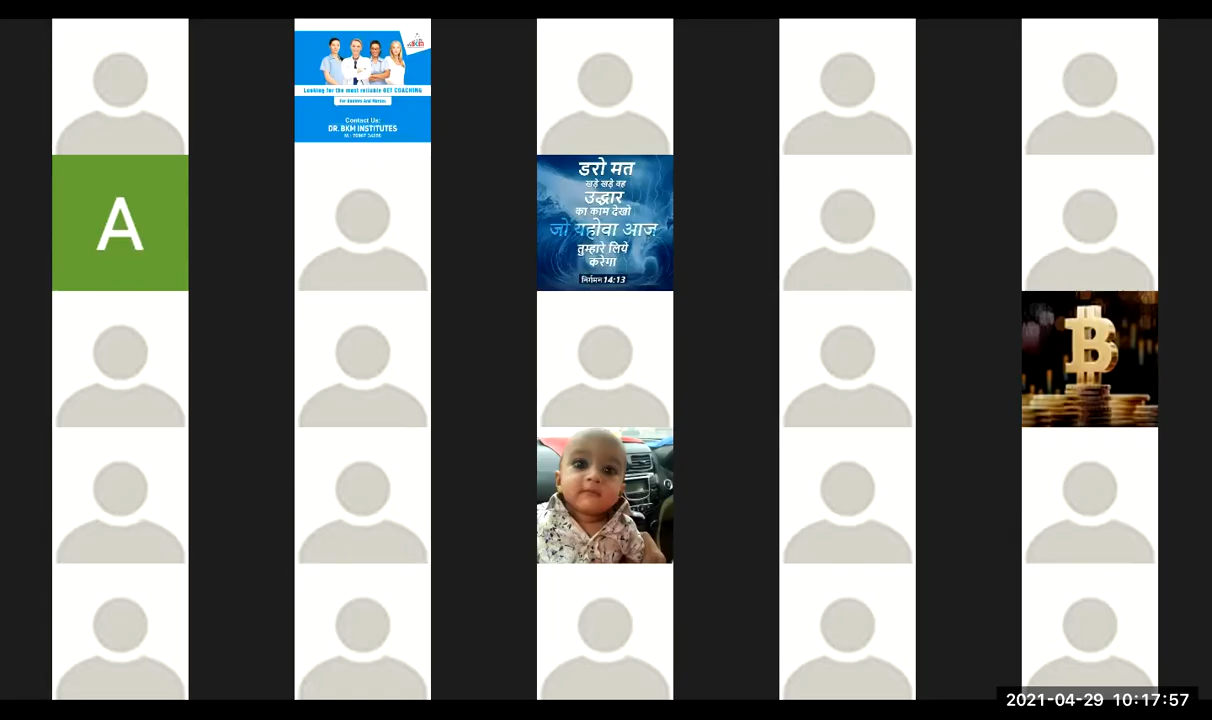 Looking for the most reliable OET COACHING
For Doctors And Nurses
Contact Us:
DR. BKM INSTITUTES
A
डरो मत
खड़े खड़े वह
उद्धार
का काम देखो
जो यहोवा आज
तुम्हारे लिये
करेगा
निर्गमन 14:13
2021-04-29 10:17:57